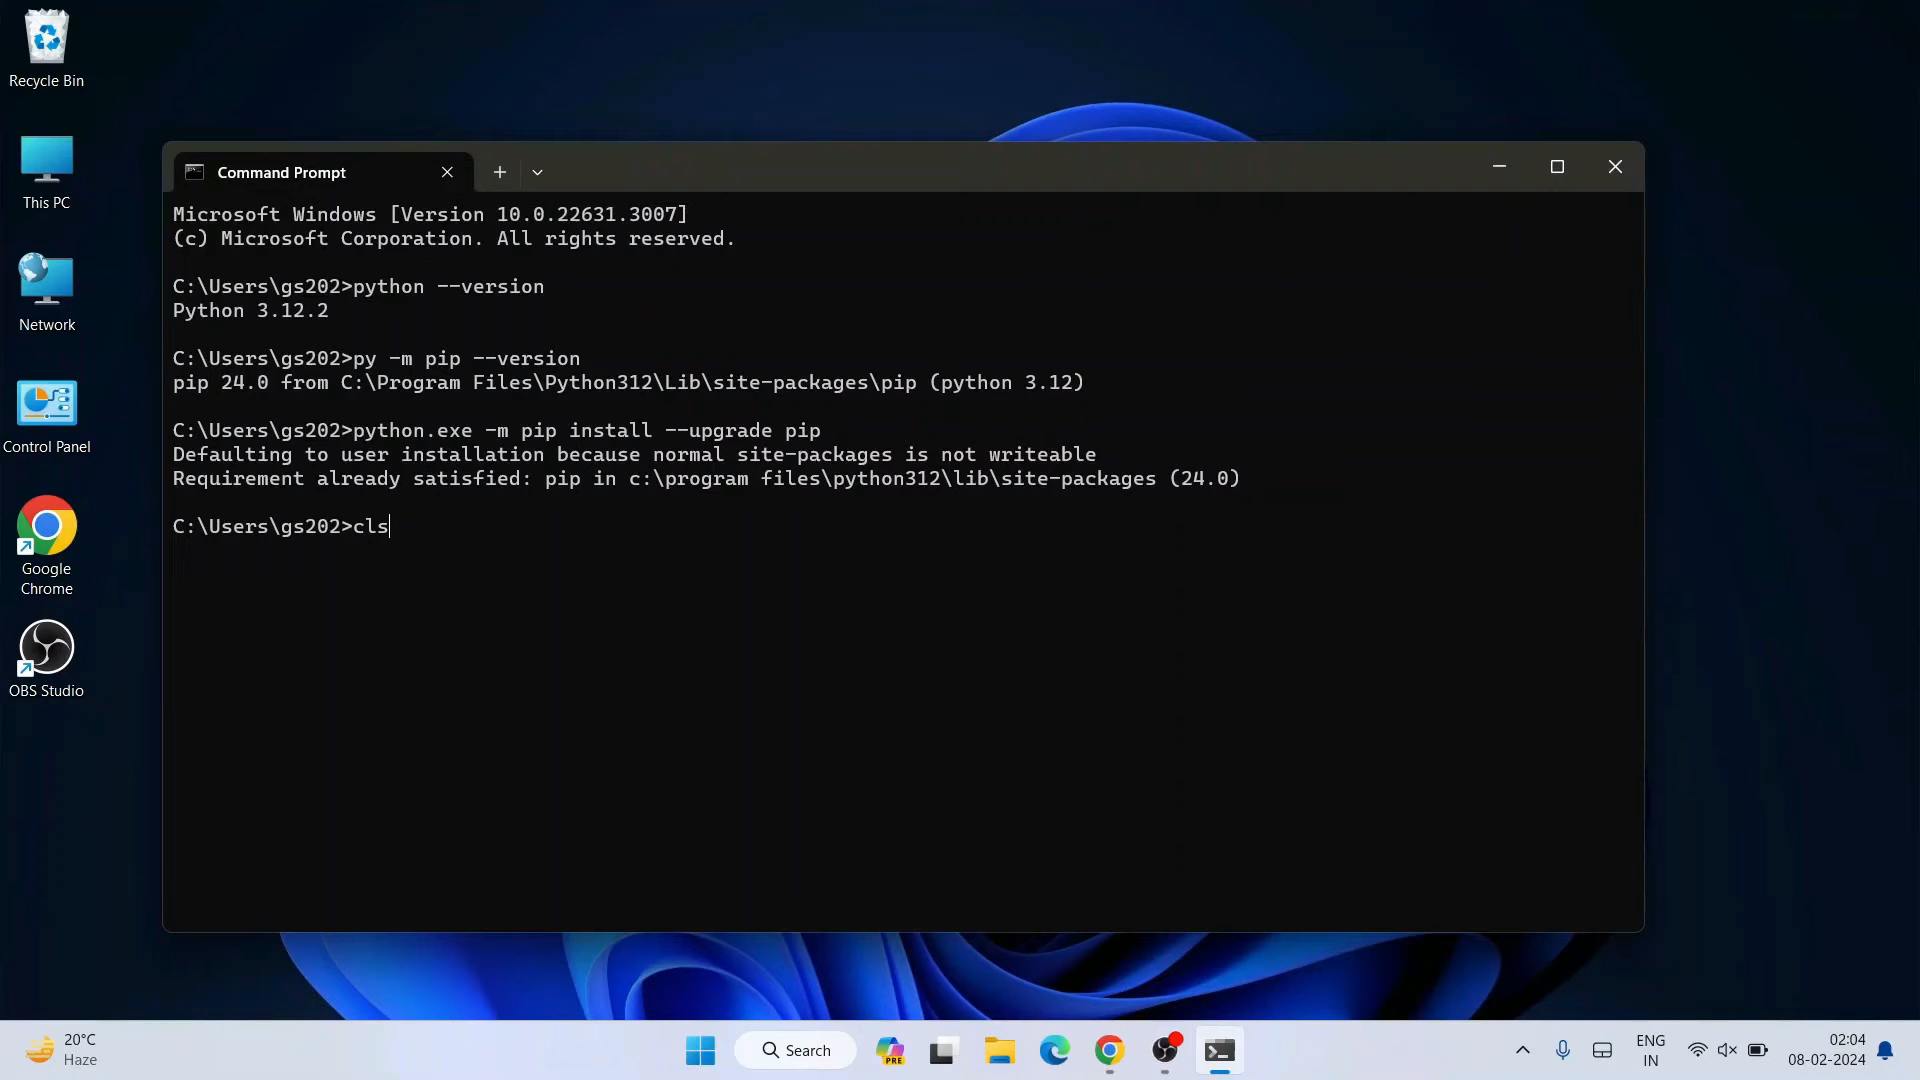 Recycle Bin
This PC
Network
Control Panel
Google
Chrome
OBS Studio
Command Prompt
Microsoft Windows [Version 10.0.22631.3007]
(c) Microsoft Corporation. All rights reserved.
C:\Users\gs202>python --version
Python 3.12.2
C:\Users\gs202>py -m pip --version
pip 24.0 from C:\Program Files\Python312\Lib\site-packages\pip (python 3.12)
C:\Users\gs202>python.exe -m pip install --upgrade pip
Defaulting to user installation because normal site-packages is not writeable
Requirement already satisfied: pip in c:\program files\python312\lib\site-packages (24.0)
C:\Users\gs202>cls
20°C
Haze
Search
PRE
ENG
IN
02:04
08-02-2024